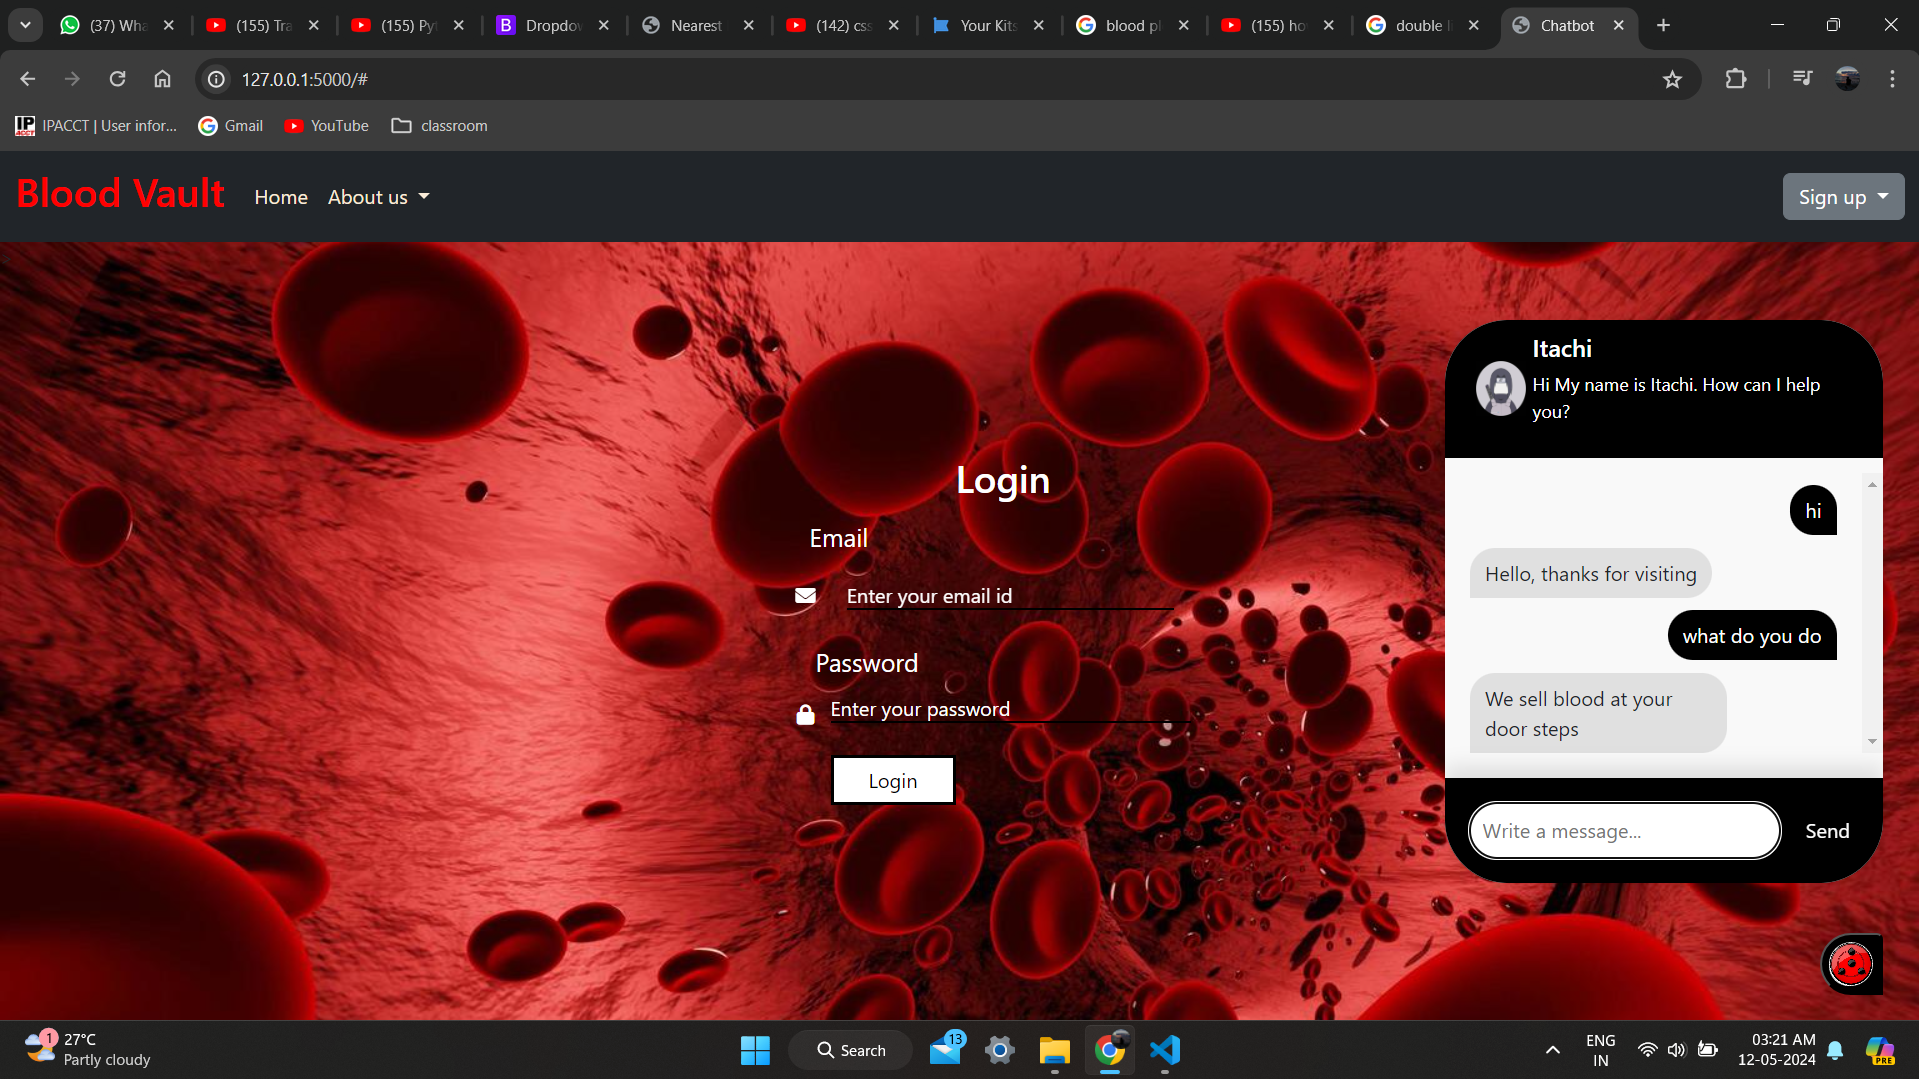 (37) Wha
(155) Tra
(155) Pyt
Dropdov
Nearest
(142) css
Your Kits
blood pl
(155) ho
double li
Chatbot
127.0.0.1:5000/#
IPACCT | User infor...
Gmail
YouTube
classroom
Blood Vault
Home
About us
Sign up
Login
Email
Enter your email id
Password
Enter your password
Login
Itachi
Hi My name is Itachi. How can I help
you?
hi
Hello, thanks for visiting
what do you do
We sell blood at your
door steps
Write a message...
Send
1
27°C
Partly cloudy
Search
13
ENG
IN
03:21 AM
12-05-2024
PRE